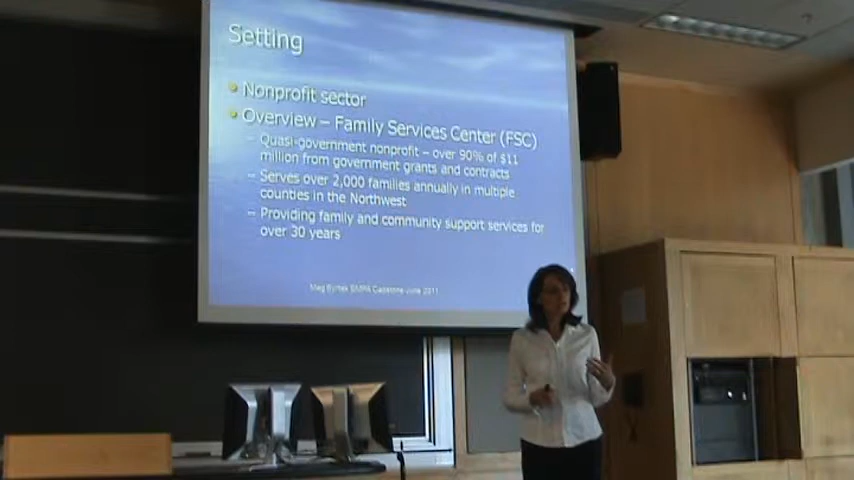 Setting
Nonprofit sector
Overview – Family Services Center (FSC)
– Quasi-government nonprofit – over 90% of $11
million from government grants and contracts
– Serves over 2,000 families annually in multiple
counties in the Northwest
– Providing family and community support services for
over 30 years
Meg SMPA Capstone June 2011